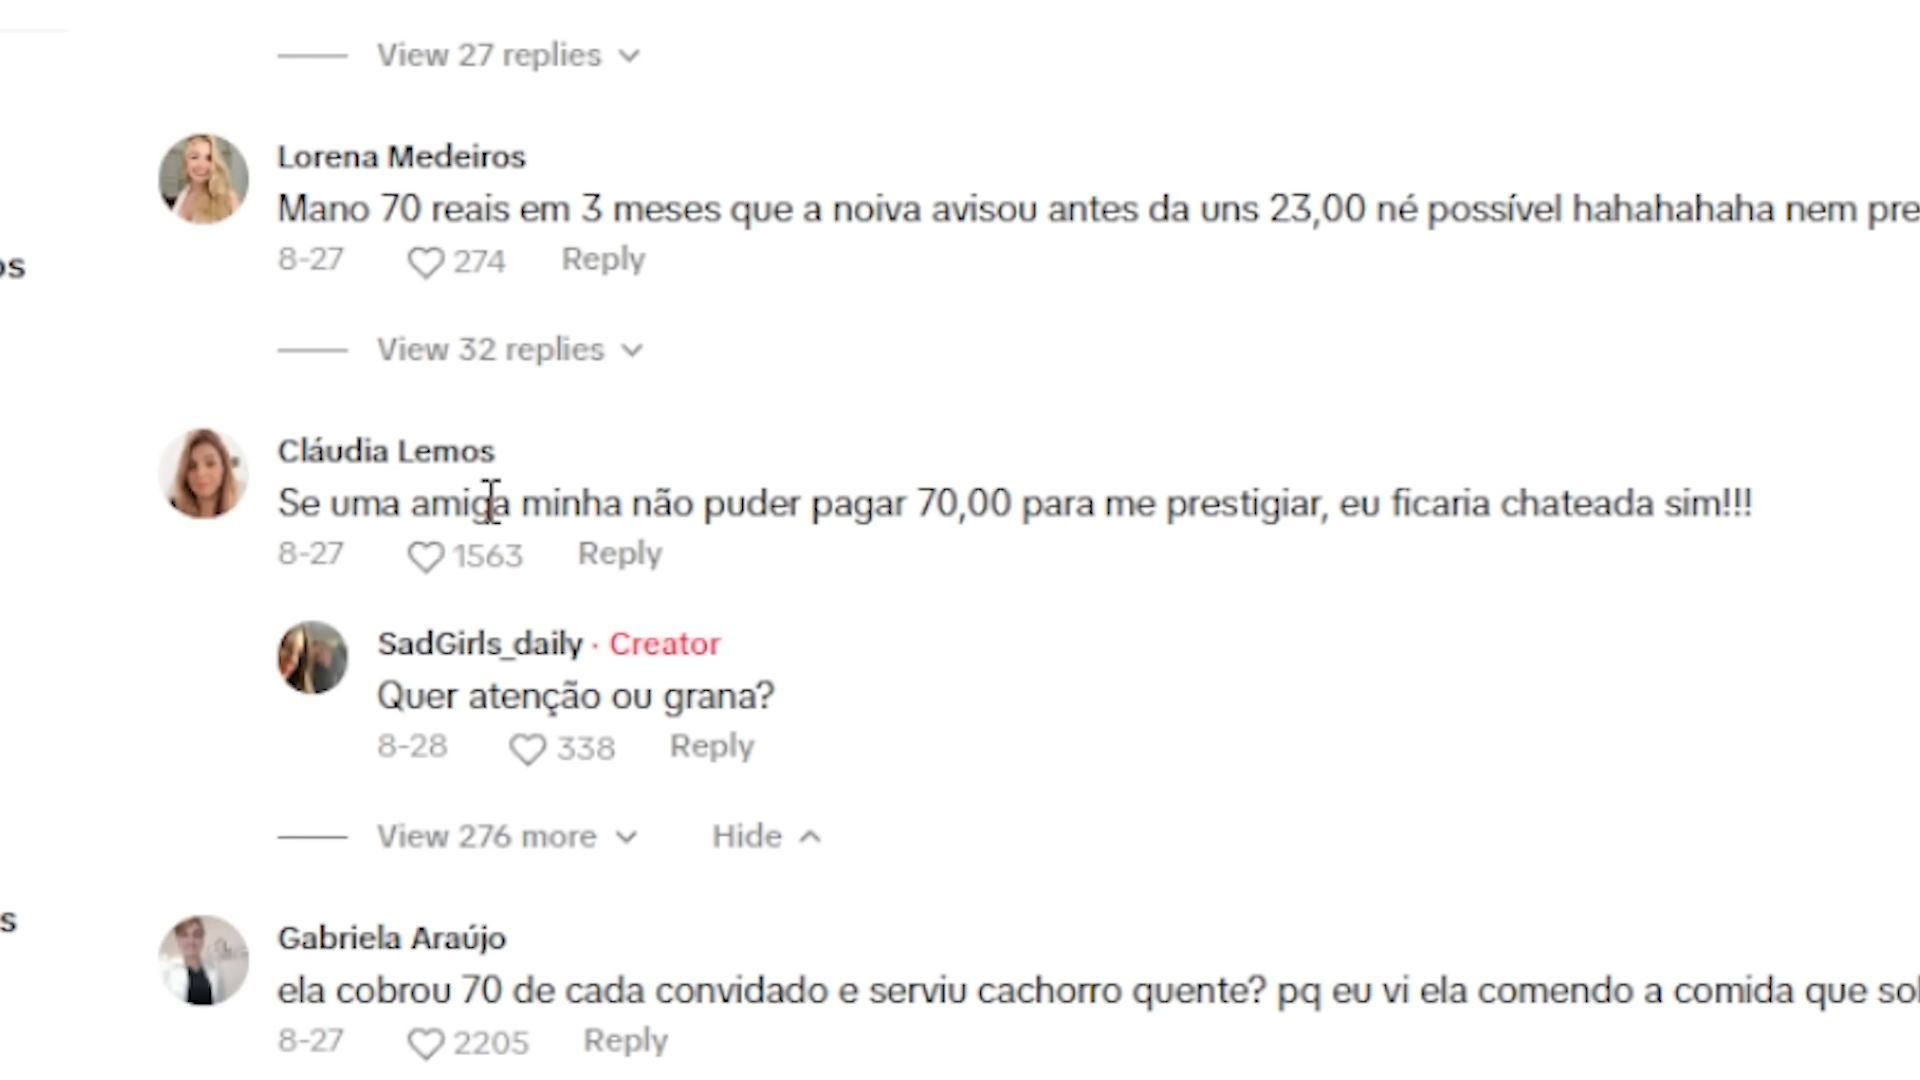 View 27 replies
Lorena Medeiros
Mano 70 reais em 3 meses que a noiva avisou antes da uns 23,00 né possível hahahahaha nem pre
8-27 274 Reply
os
View 32 replies
Cláudia Lemos
Se uma amiga minha não puder pagar 70,00 para me prestigiar, eu ficaria chateada sim!!!
8-27 1563 Reply
SadGirls_daily · Creator
Quer atenção ou grana?
8-28 338 Reply
View 276 more Hide
s
Gabriela Araújo
ela cobrou 70 de cada convidado e serviu cachorro quente? pq eu vi ela comendo a comida que so
8-27 2205 Reply